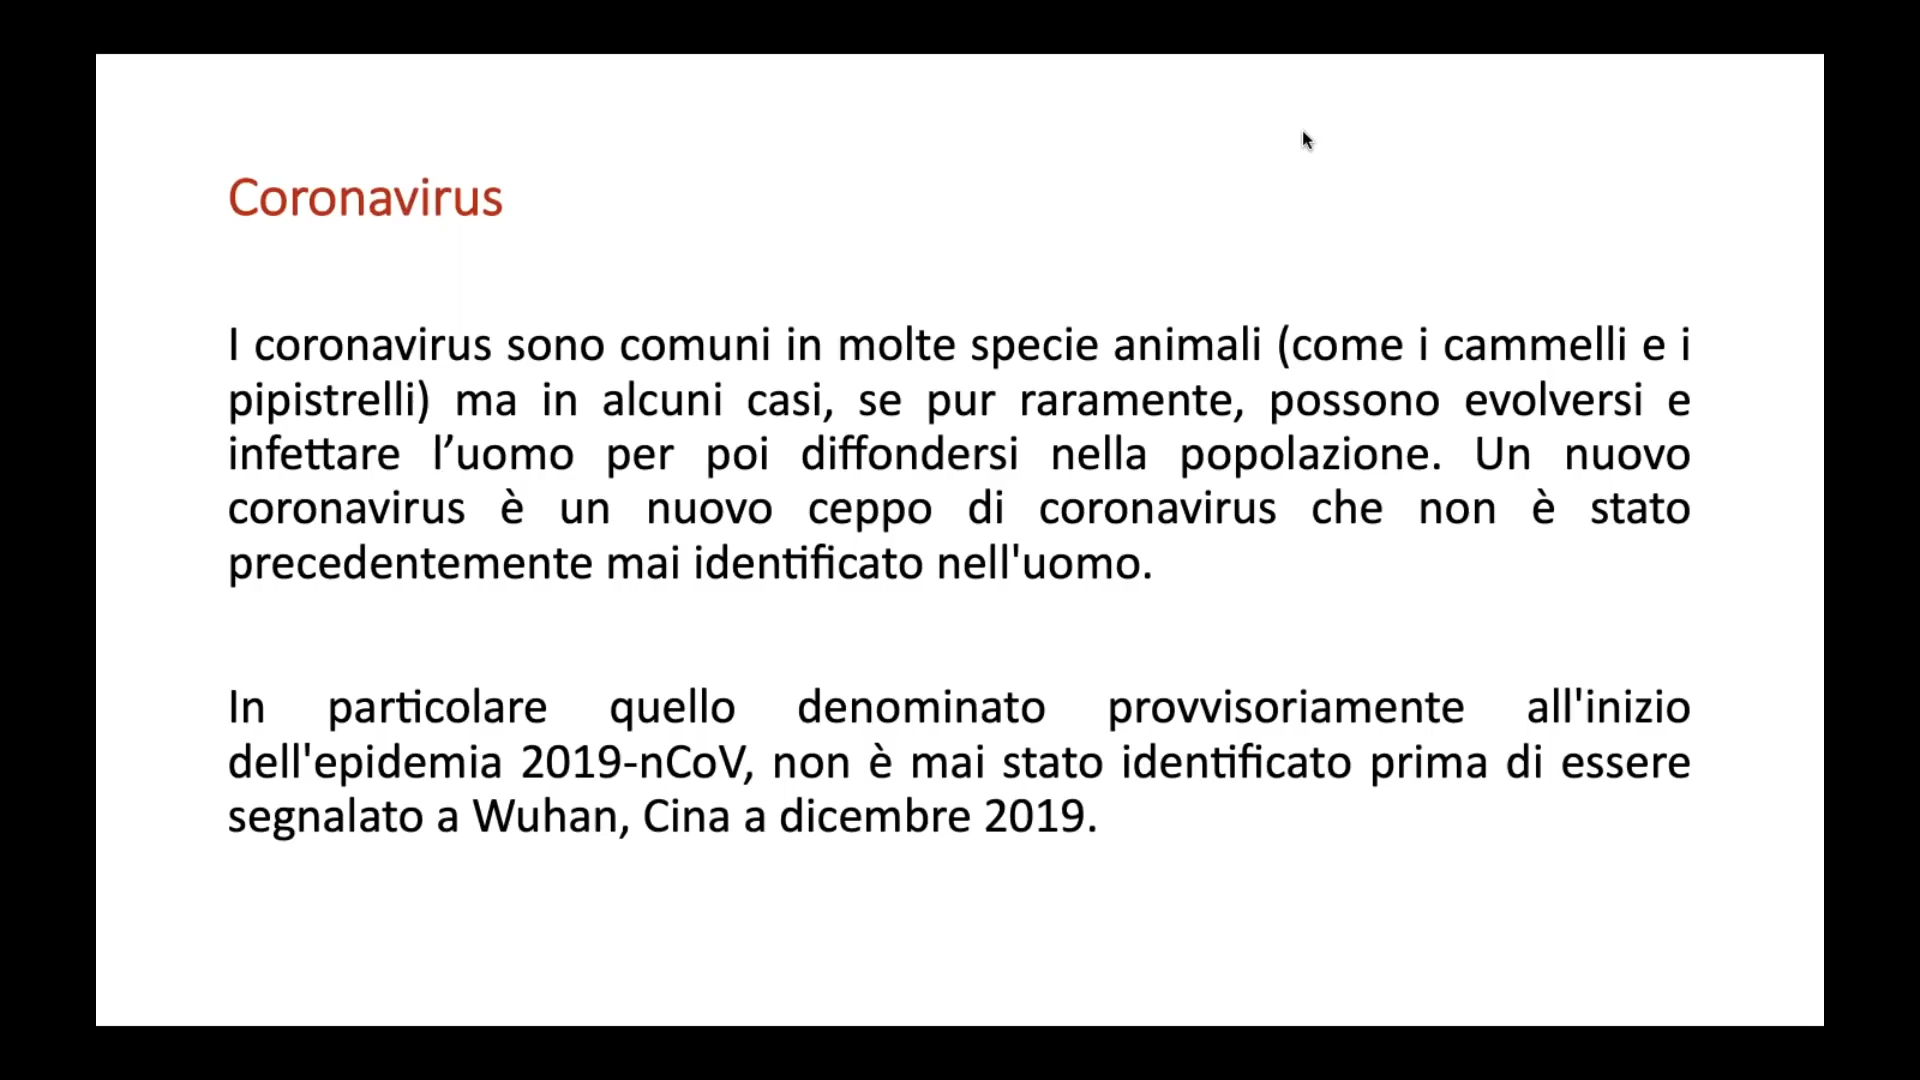 Coronavirus
I coronavirus sono comuni in molte specie animali (come i cammelli e i
pipistrelli) ma in alcuni casi, se pur raramente, possono evolversi e
infettare l’uomo per poi diffondersi nella popolazione. Un nuovo
coronavirus è un nuovo ceppo di coronavirus che non è stato
precedentemente mai identificato nell'uomo.
In particolare quello denominato provvisoriamente all'inizio
dell'epidemia 2019-nCoV, non è mai stato identificato prima di essere
segnalato a Wuhan, Cina a dicembre 2019.